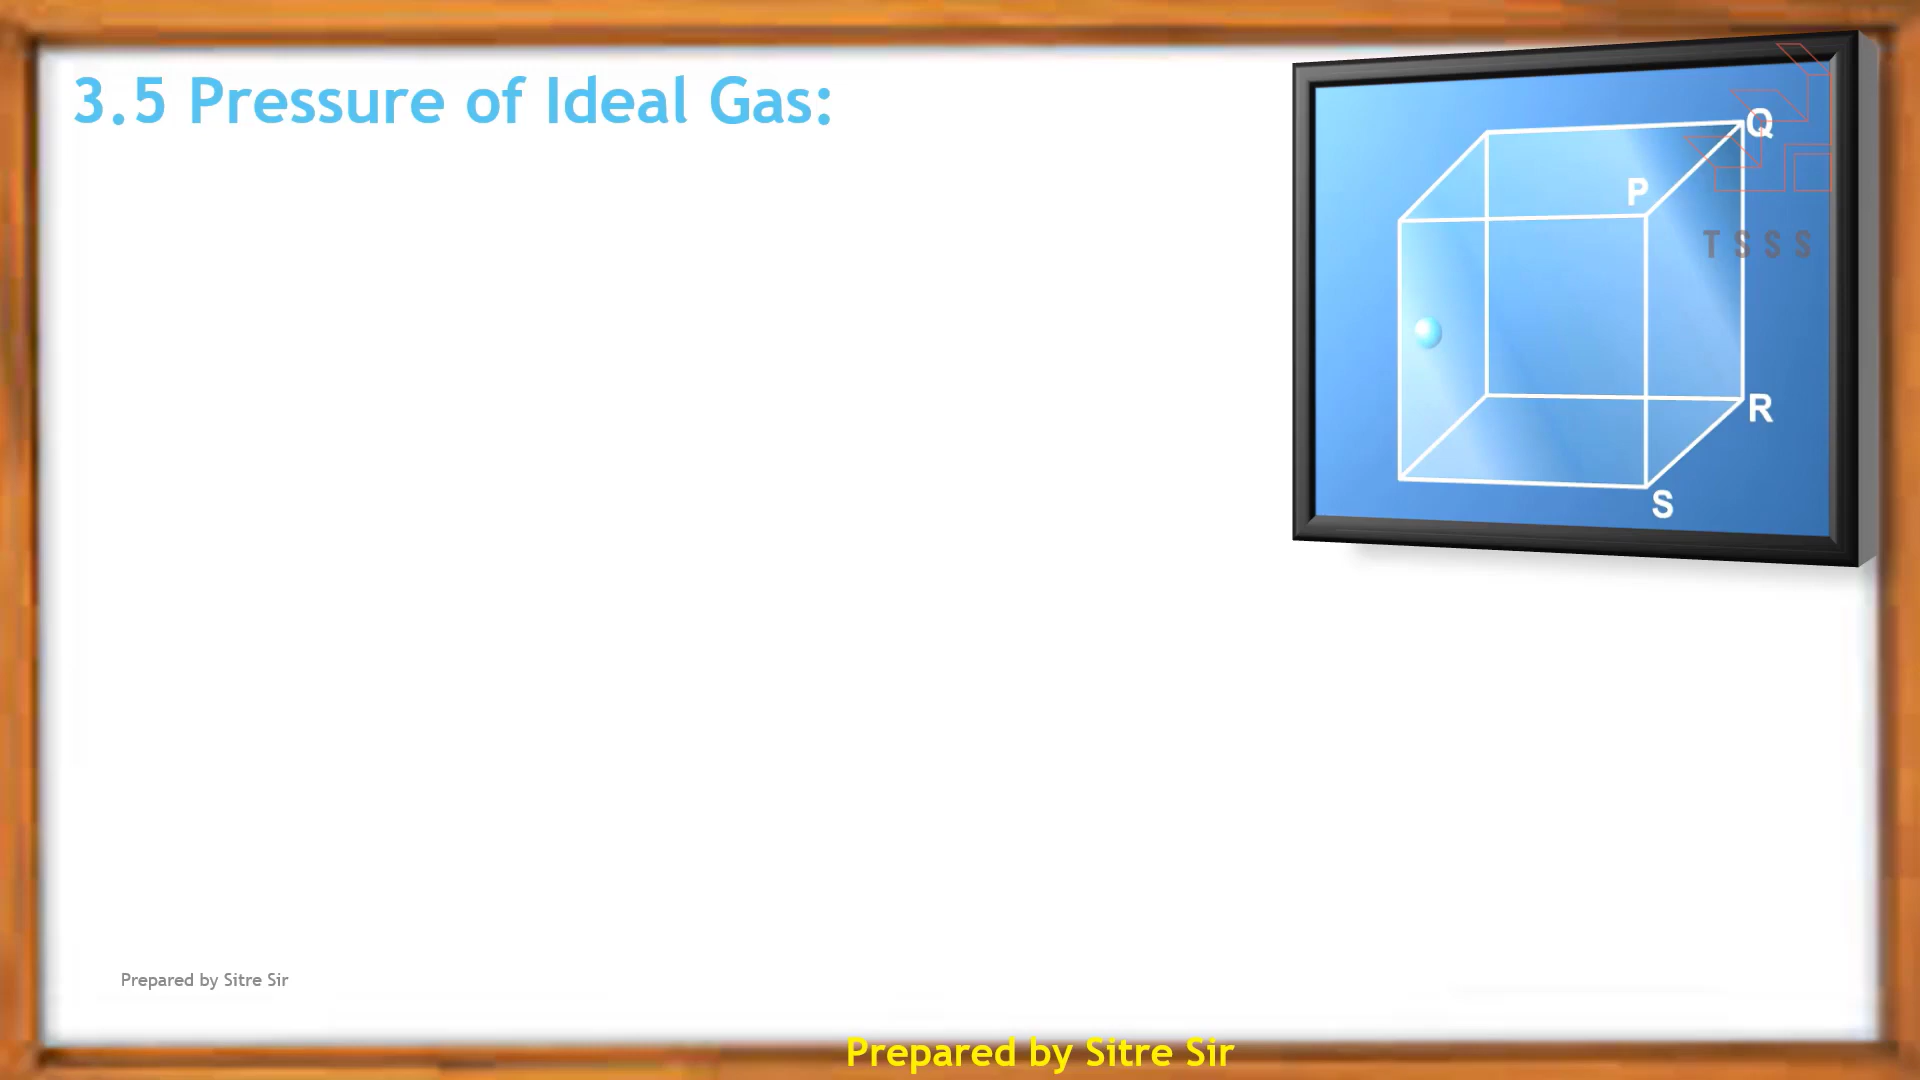 3.5 Pressure of Ideal Gas:
Q
P
T S S S
R
S
Prepared by Sitre Sir
Prepared by Sitre Sir